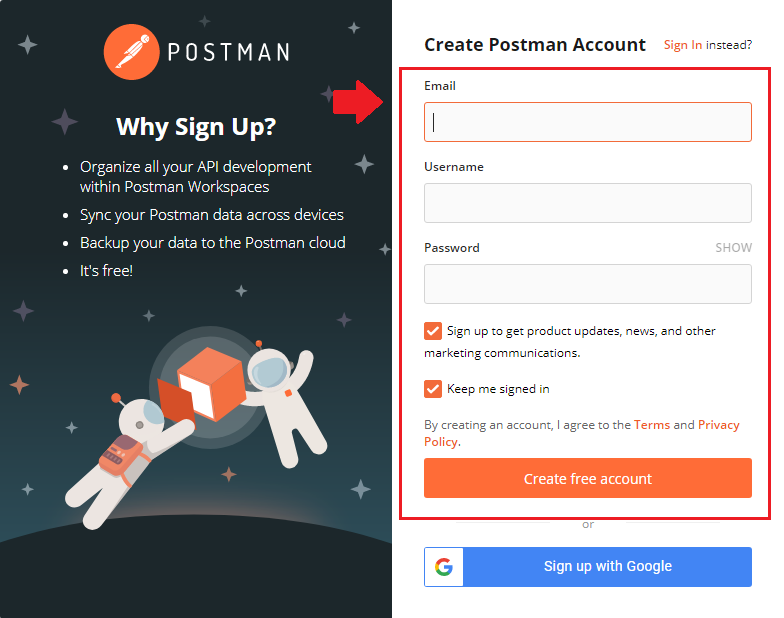 POSTMAN
Why Sign Up?
Organize all your API development
within Postman Workspaces
Sync your Postman data across devices
Backup your data to the Postman cloud
It's free!
Create Postman Account Sign In instead?
Email
Username
Password SHOW
Sign up to get product updates, news, and other
marketing communications.
Keep me signed in
By creating an account, I agree to the Terms and Privacy
Policy.
Create free account
or
Sign up with Google